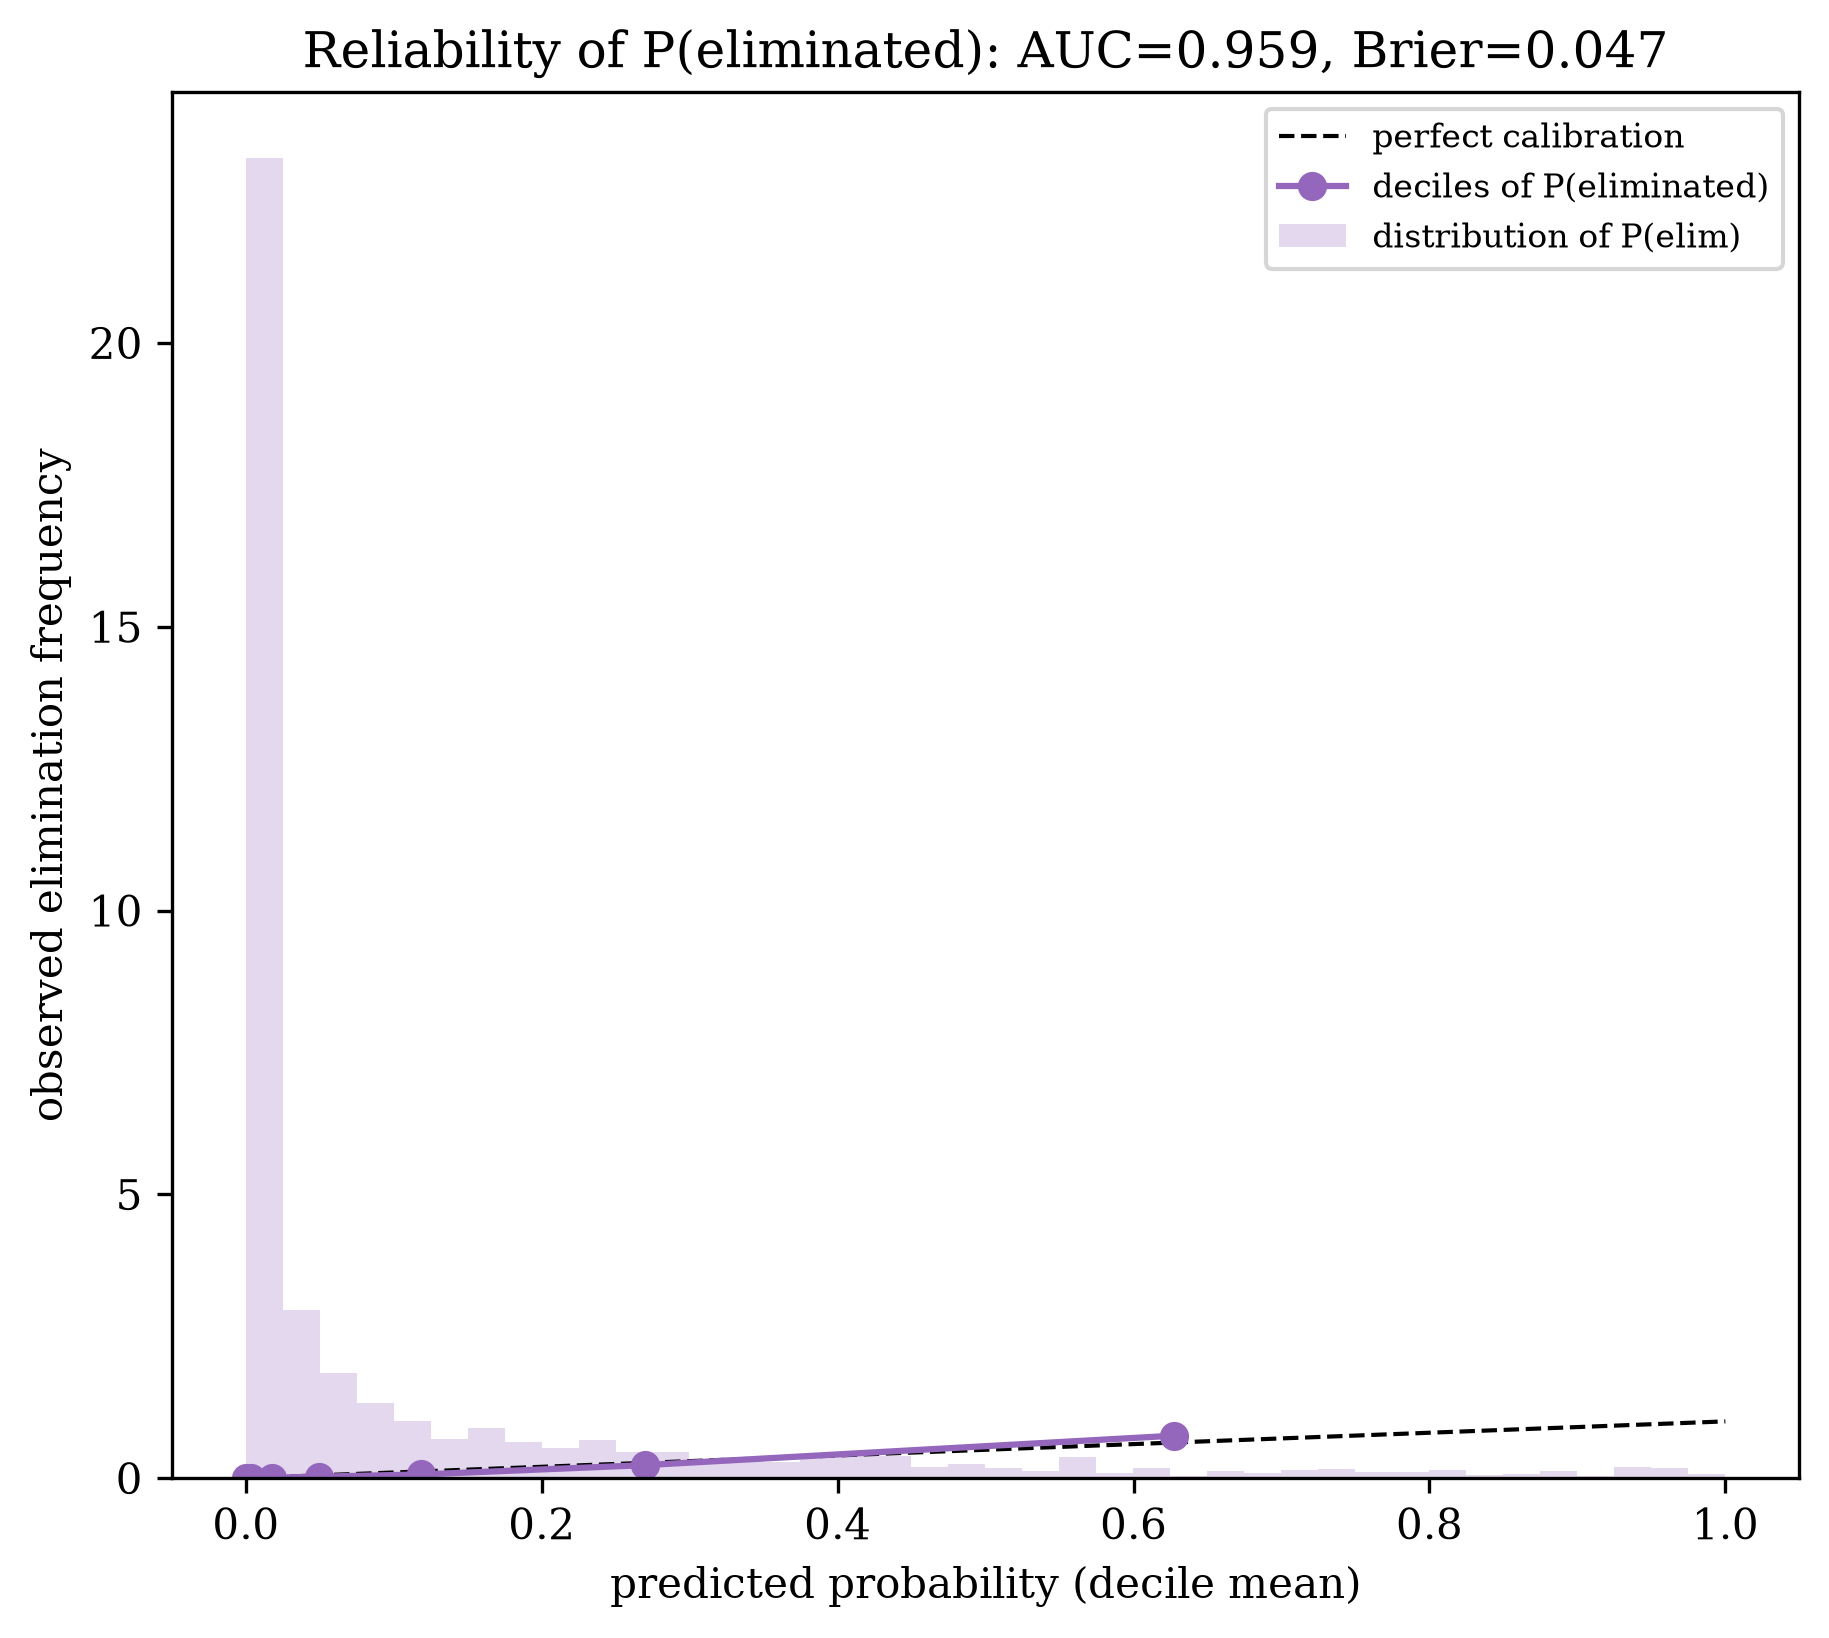 Reliability of P(eliminated): AUC=0.959, Brier=0.047
perfect calibration
deciles of P(eliminated)
distribution of P(elim)
observed elimination frequency
20
15
10
5
0
0.0 0.2 0.4 0.6 0.8 1.0
predicted probability (decile mean)